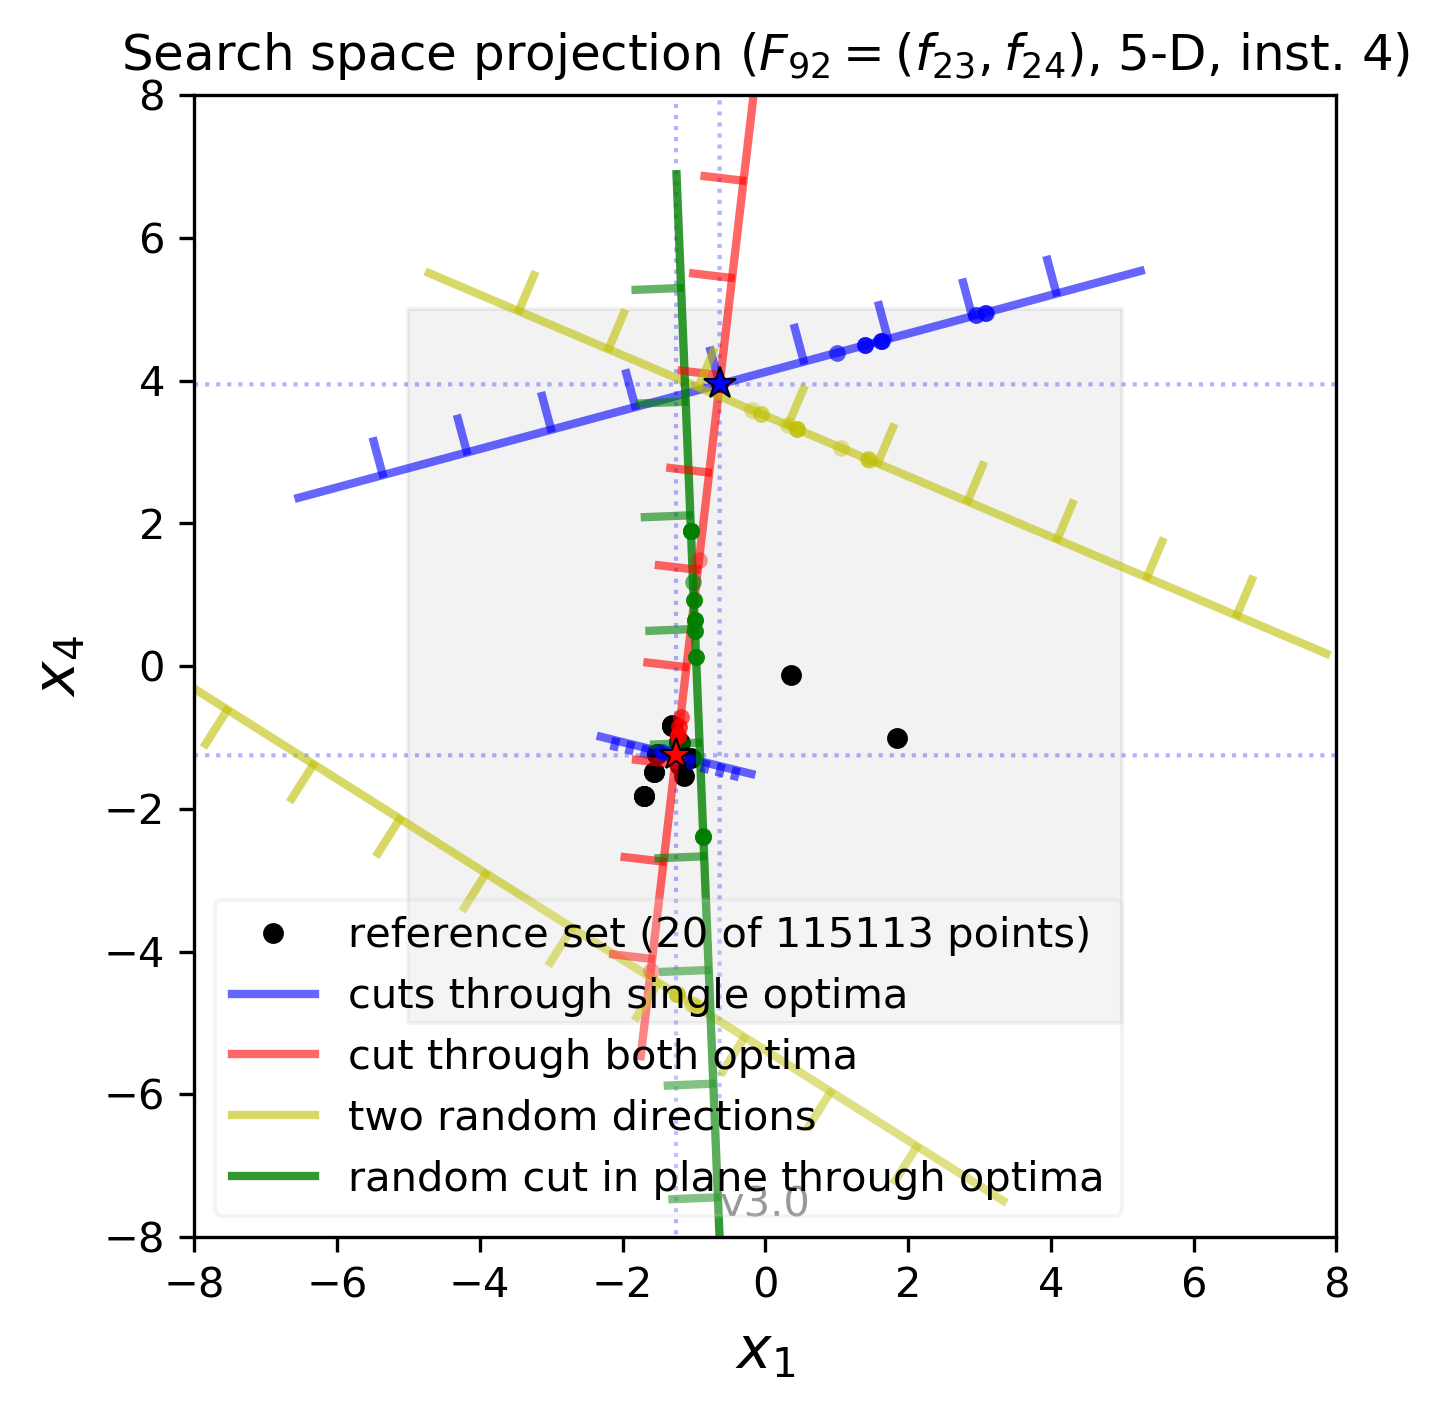 Search space projection (F92 = (f23, f24), 5-D, inst. 4)
8
6
4
2
0
−2
−4
−6
−8
x4
reference set (20 of 115113 points)
cuts through single optima
cut through both optima
two random directions
random cut in plane through optima
v3.0
−8 −6 −4 −2 0 2 4 6 8
x1